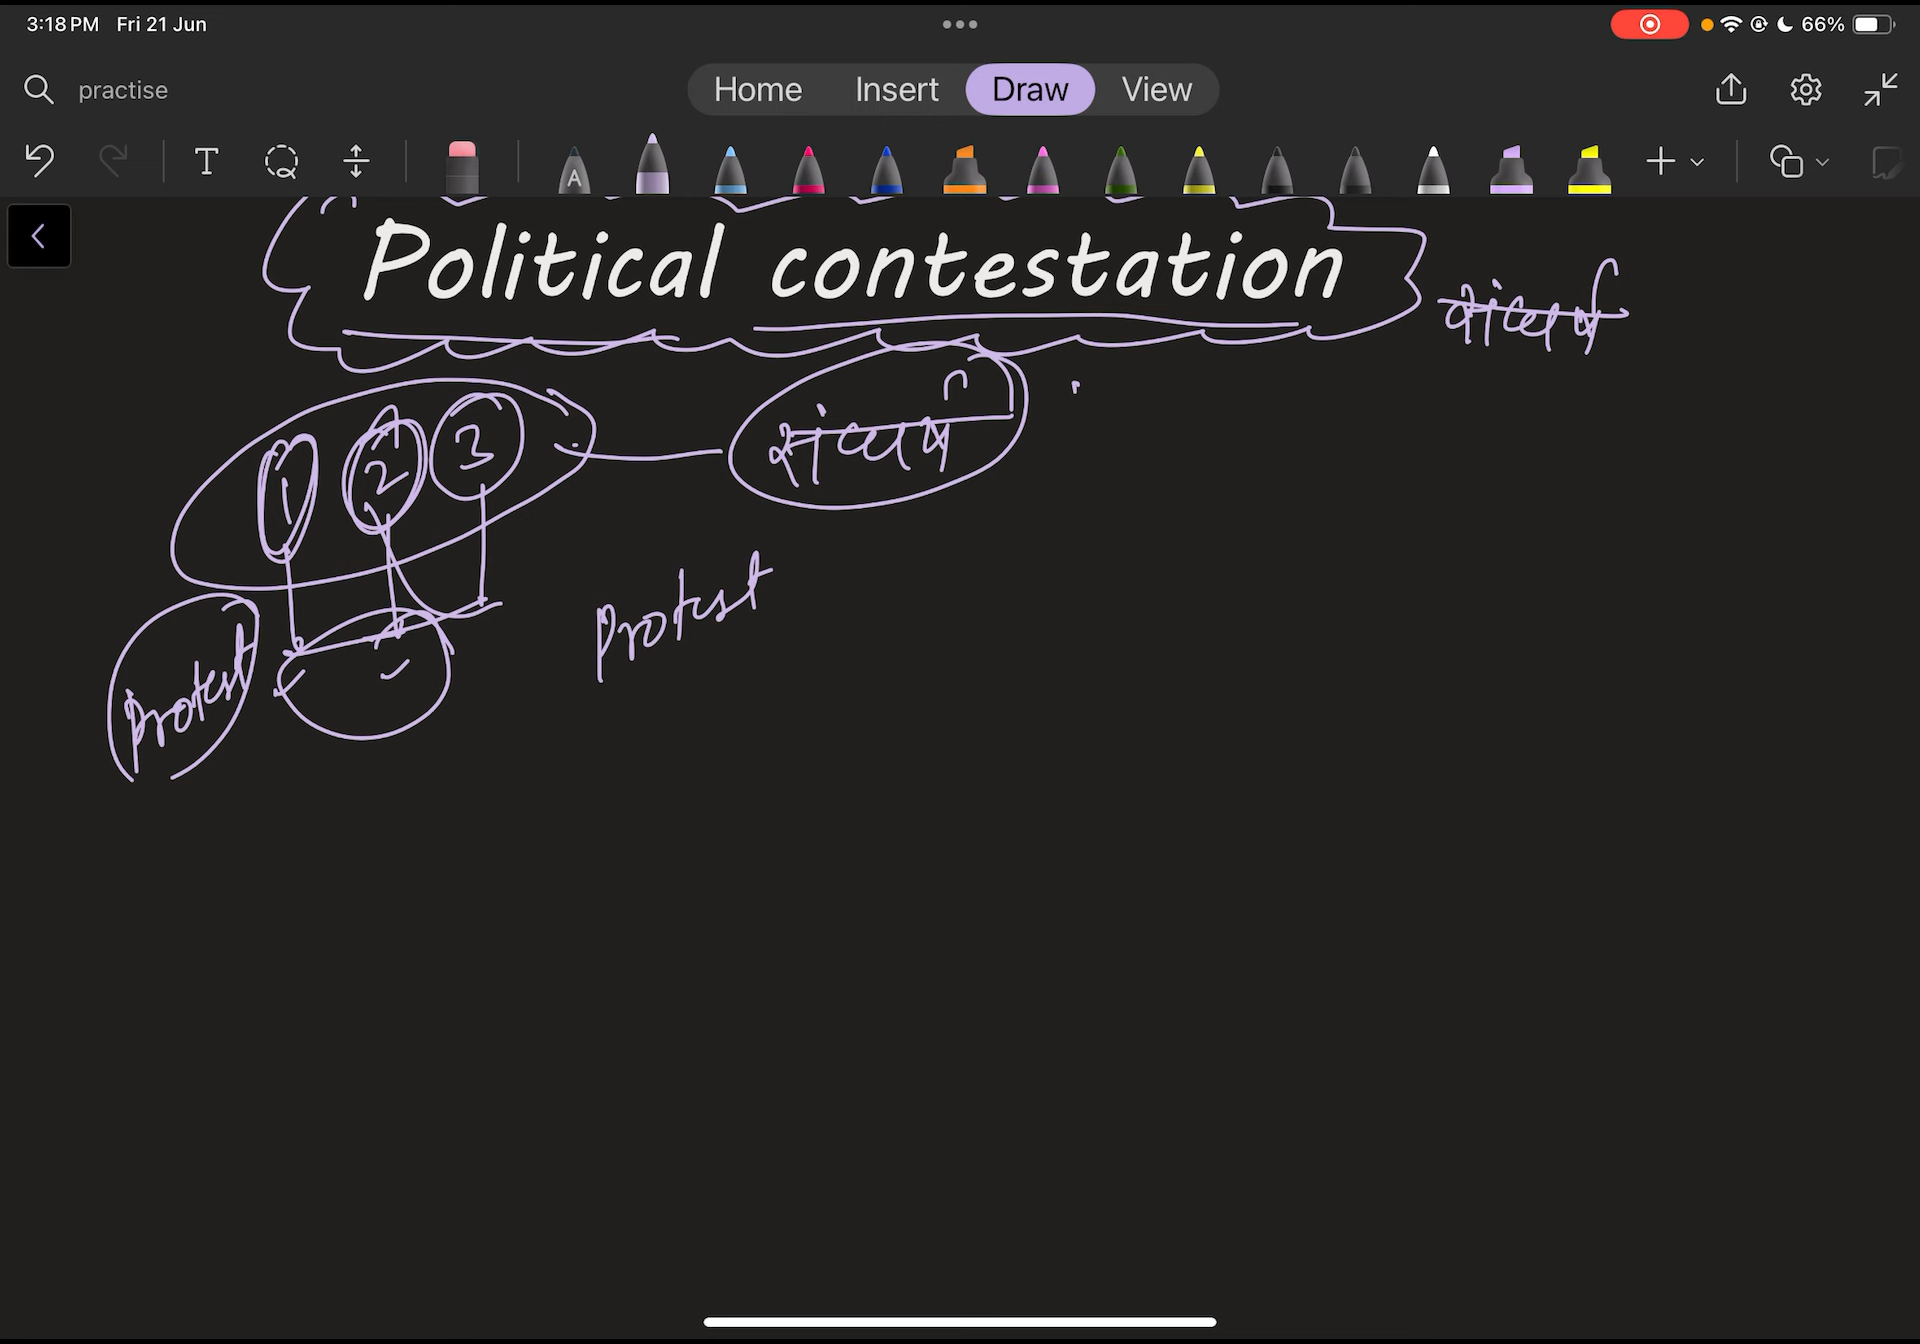 3:18 PM Fri 21 Jun
66%
practise
Home Insert Draw View
T
A
Political contestation
1 2 3
संघर्ष
संघर्ष
Protest
Protest